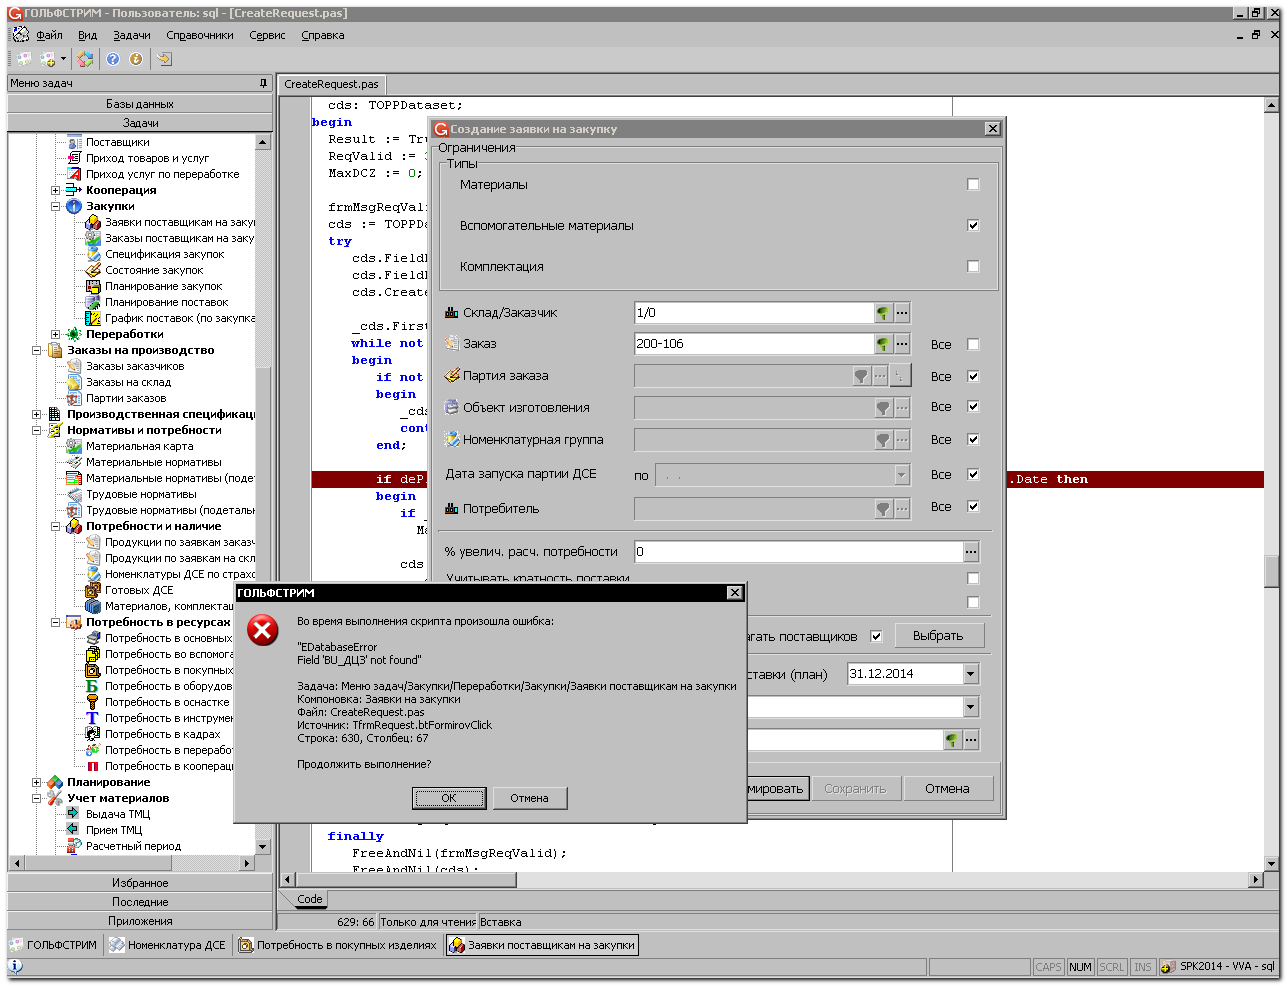 ГОЛЬФСТРИМ - Пользователь: sql - [CreateRequest.pas]
Файл Вид Задачи Справочники Сервис Справка
Меню задач
Базы данных
Задачи
Поставщики
Приход товаров и услуг
Приход услуг по переработке
Кооперация
Закупки
Заявки поставщикам на заку
Заказы поставщикам на заку
Спецификация закупок
Состояние закупок
Планирование закупок
Планирование поставок
График поставок (по закупка
Переработки
Заказы на производство
Заказы заказчиков
Заказы на склад
Партии заказов
Производственная спецификац
Нормативы и потребности
Материальная карта
Материальные нормативы
Материальные нормативы (поде
Трудовые нормативы
Трудовые нормативы (подеталь
Потребности и наличие
Продукции по заявкам заказч
Продукции по заявкам на скл
Номенклатуры ДСЕ по страхо
Готовых ДСЕ
Материалов, комплектац
Потребность в ресурсах
Потребность в основных
Потребность во вспомога
Потребность в покупных
Потребность в оборудов
Потребность в оснастке
Потребность в инструмен
Потребность в кадрах
Потребность в переработ
Потребность в кооперац
Планирование
Учет материалов
Выдача ТМЦ
Прием ТМЦ
Расчетный период
Избранное
Последние
Приложения
CreateRequest.pas
cds: TOPPDataset;
begin
Result := Tru
ReqValid :=
MaxDCZ := 0;
frmMsgReqVali
cds := TOPPDa
try
cds.Field
cds.Field
cds.Create
_cds.First
while not
begin
if not
begin
_cds
cont
end;
if deP. .Date then
begin
if _
Ma
cds
finally
FreeAndNil(frmMsgReqValid);
FreeAndNil(cds);
Code
629: 66 Только для чтения Вставка
Создание заявки на закупку
Ограничения
Типы
Материалы
Вспомогательные материалы
Комплектация
Склад/Заказчик 1/0
Заказ 200-106 Все
Партия заказа Все
Объект изготовления Все
Номенклатурная группа Все
Дата запуска партии ДСЕ по . . Все
Потребитель Все
% увелич. расч. потребности 0
Учитывать кратность поставки
агать поставщиков Выбрать
ставки (план) 31.12.2014
мировать Сохранить Отмена
ГОЛЬФСТРИМ
Во время выполнения скрипта произошла ошибка:
"EDatabaseError
Field 'BU_ДЦЗ' not found"
Задача: Меню задач/Закупки/Переработки/Закупки/Заявки поставщикам на закупки
Компоновка: Заявки на закупки
Файл: CreateRequest.pas
Источник: TfrmRequest.btFormirovClick
Строка: 630, Столбец: 67
Продолжить выполнение?
OK Отмена
ГОЛЬФСТРИМ Номенклатура ДСЕ Потребность в покупных изделиях Заявки поставщикам на закупки
CAPS NUM SCRL INS SPK2014 - VVA - sql